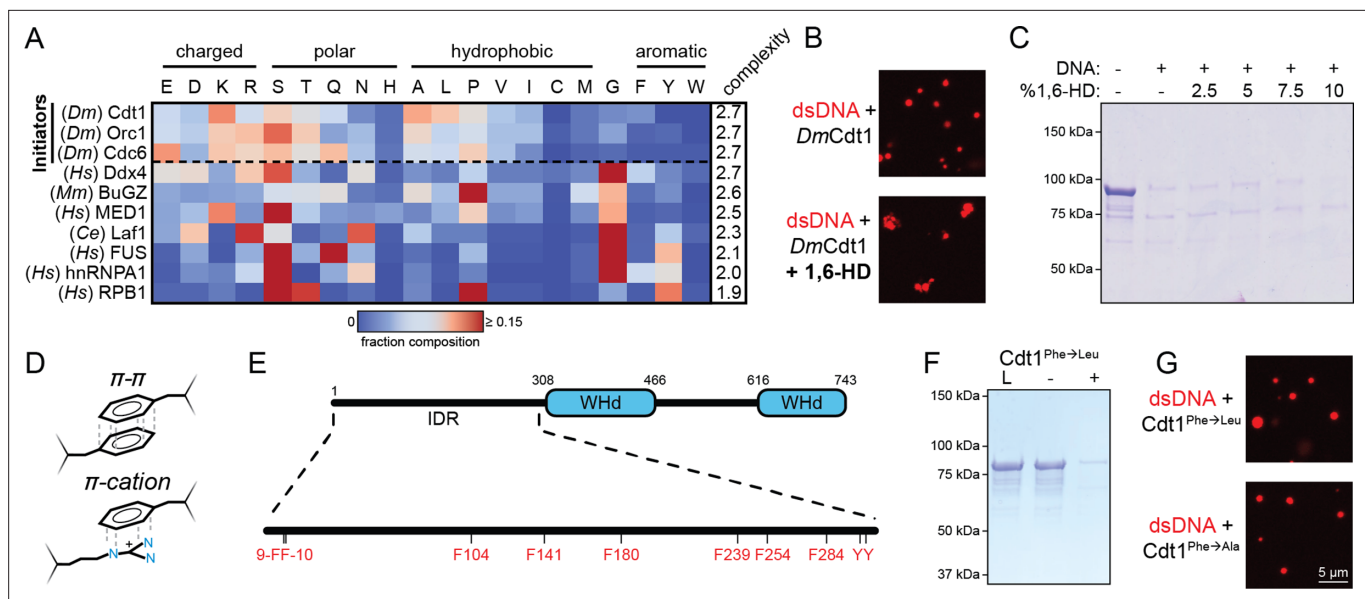 A
charged polar hydrophobic aromatic
E D K R S T Q N H A L P V I C M G F Y W complexity
Initiators
(Dm) Cdt1 2.7
(Dm) Orc1 2.7
(Dm) Cdc6 2.7
(Hs) Ddx4 2.7
(Mm) BuGZ 2.6
(Hs) MED1 2.5
(Ce) Laf1 2.3
(Hs) FUS 2.1
(Hs) hnRNPA1 2.0
(Hs) RPB1 1.9
0 ≥ 0.15
fraction composition
B
dsDNA +
DmCdt1
dsDNA +
DmCdt1
+ 1,6-HD
C
DNA: - + + + + +
%1,6-HD: - - 2.5 5 7.5 10
150 kDa
100 kDa
75 kDa
50 kDa
D
π-π
π-cation
+
N
N
N
E
1 308 466 616 743
WHd WHd
IDR
9-FF-10 F104 F141 F180 F239 F254 F284 YY
F
Cdt1Phe→Leu
L - +
150 kDa
100 kDa
75 kDa
50 kDa
37 kDa
G
dsDNA +
Cdt1Phe→Leu
dsDNA +
Cdt1Phe→Ala
5 µm